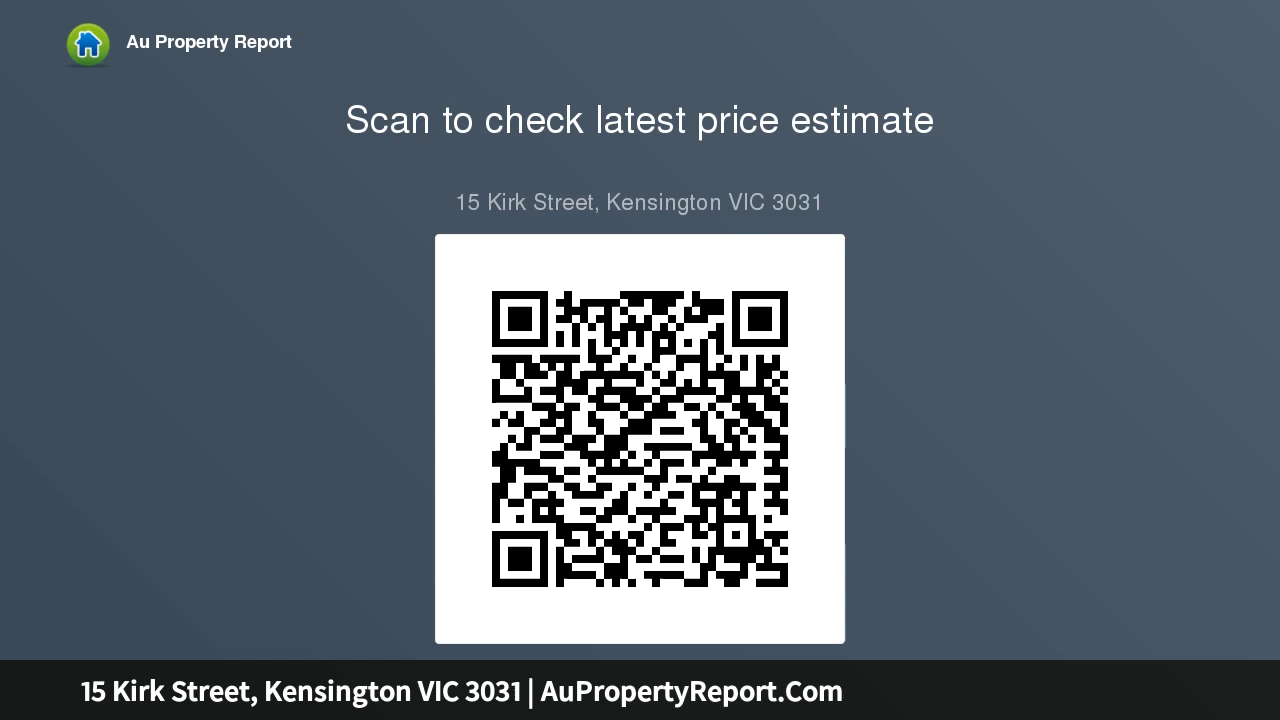 Au Property Report
Scan to check latest price estimate
15 Kirk Street, Kensington VIC 3031
15 Kirk Street, Kensington VIC 3031 | AuPropertyReport.Com